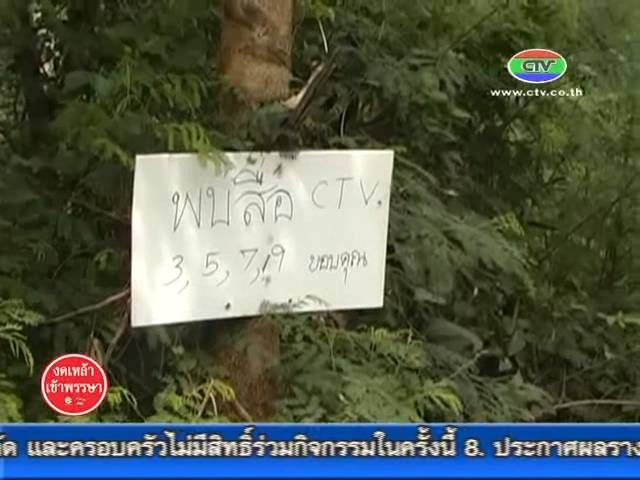 CTV
www.ctv.co.th
พบสื่อ CTV.
3, 5, 7, 9 ขอบคุณ
งดเหล้า
เข้าพรรษา
และครอบครัวไม่มีสิทธิ์ร่วมกิจกรรมในครั้งนี้ 8. ประกาศผลราง